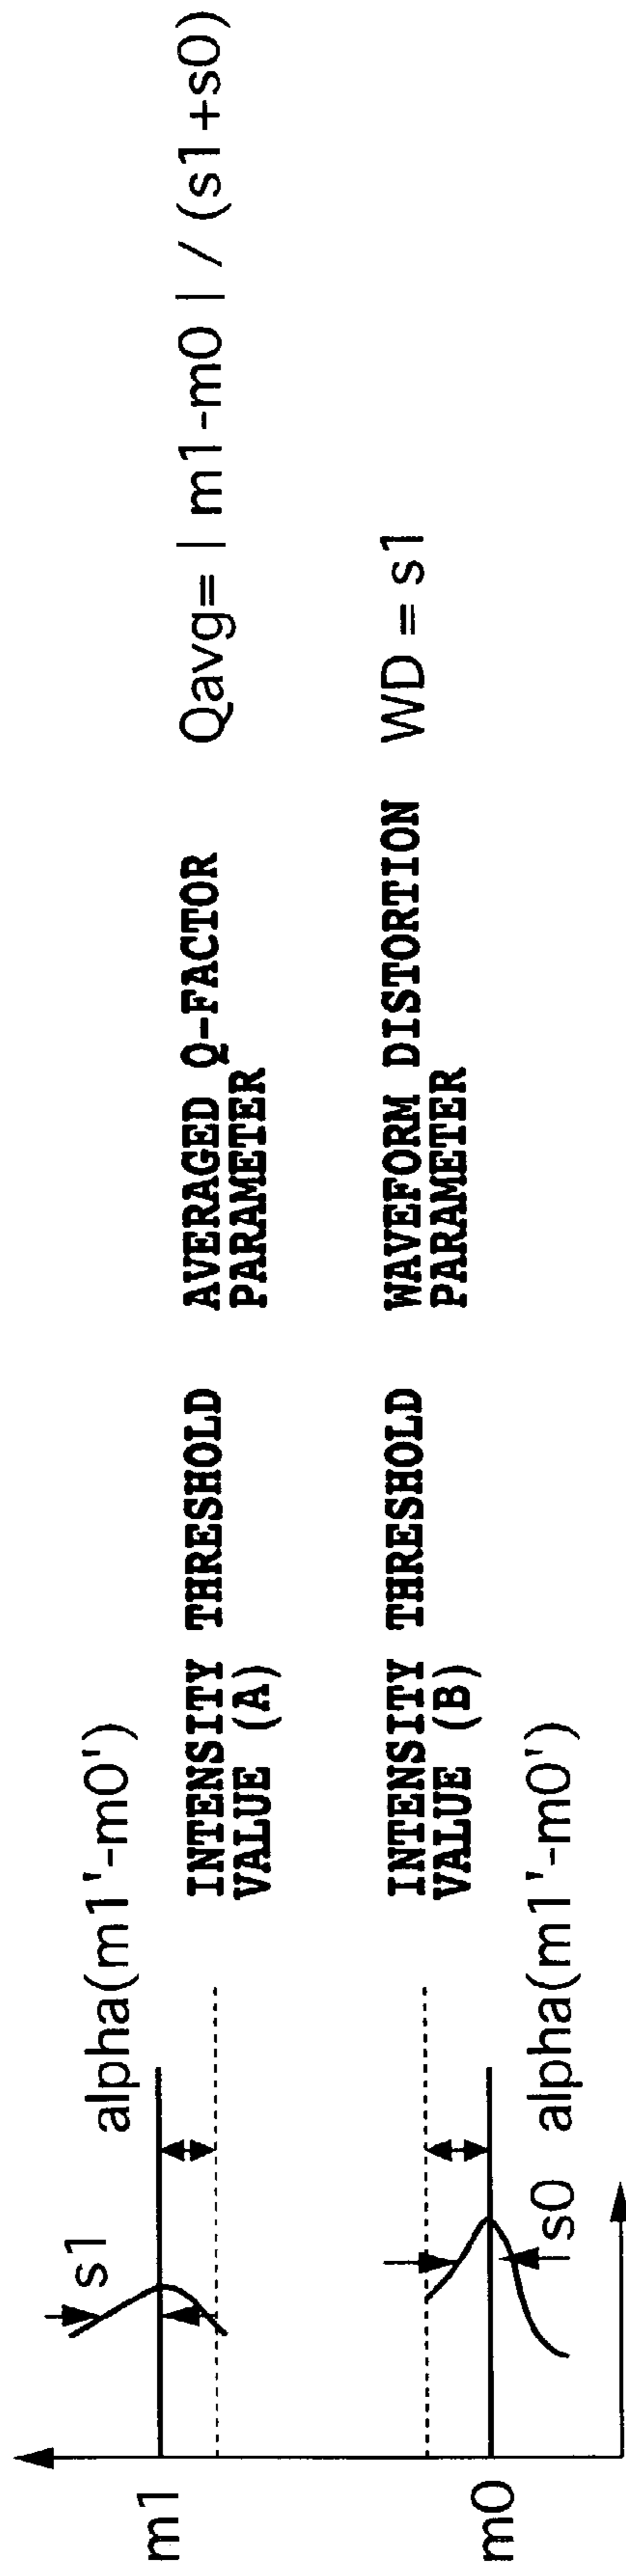 s1
alpha(m1'-m0')
m1
INTENSITY THRESHOLD
VALUE (A)
AVERAGED Q-FACTOR
PARAMETER
Qavg= | m1-m0 | / (s1+s0)
INTENSITY THRESHOLD
VALUE (B)
WAVEFORM DISTORTION
PARAMETER
WD = s1
m0
s0
alpha(m1'-m0')